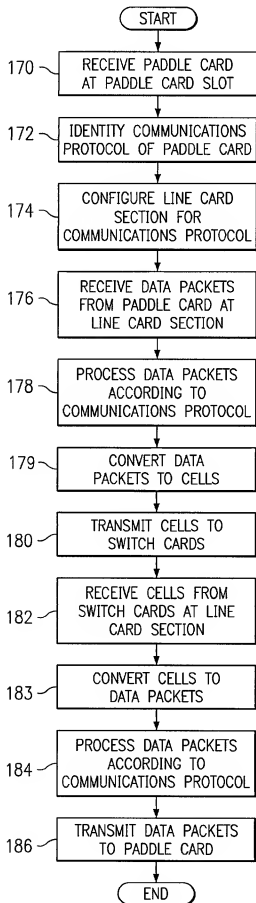 START
170
RECEIVE PADDLE CARD
AT PADDLE CARD SLOT
172
IDENTITY COMMUNICATIONS
PROTOCOL OF PADDLE CARD
174
CONFIGURE LINE CARD
SECTION FOR
COMMUNICATIONS PROTOCOL
176
RECEIVE DATA PACKETS
FROM PADDLE CARD AT
LINE CARD SECTION
178
PROCESS DATA PACKETS
ACCORDING TO
COMMUNICATIONS PROTOCOL
179
CONVERT DATA
PACKETS TO CELLS
180
TRANSMIT CELLS TO
SWITCH CARDS
182
RECEIVE CELLS FROM
SWITCH CARDS AT LINE
CARD SECTION
183
CONVERT CELLS TO
DATA PACKETS
184
PROCESS DATA PACKETS
ACCORDING TO
COMMUNICATIONS PROTOCOL
186
TRANSMIT DATA PACKETS
TO PADDLE CARD
END